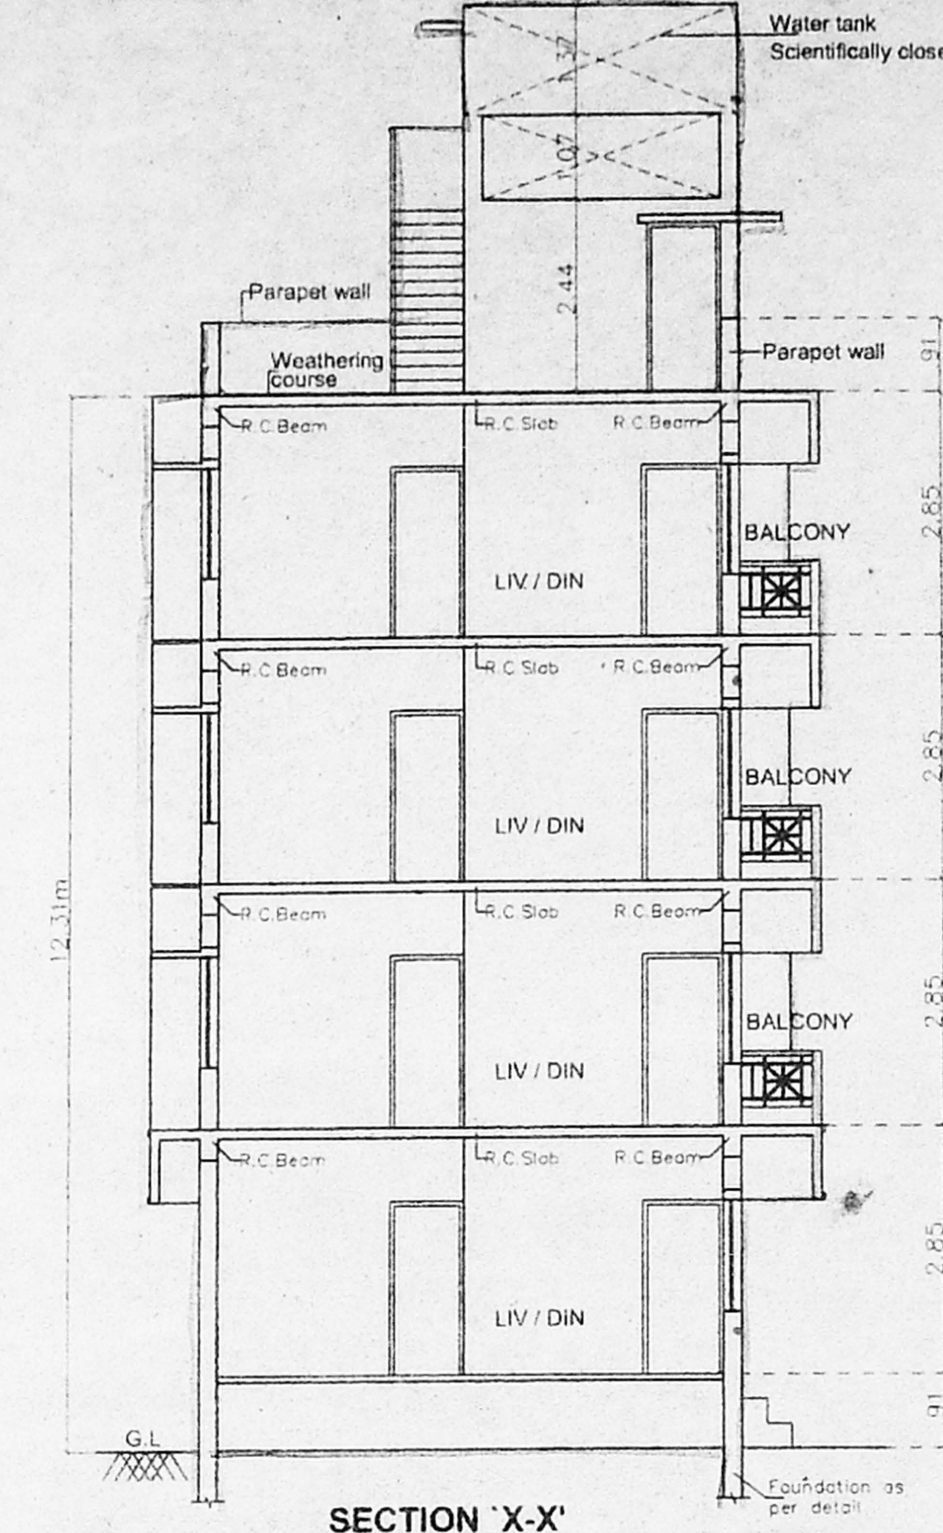 Water tank
Scientifically close
1.37
1.07
2.44
Parapet wall
Weathering
course
Parapet wall
91
R.C.Beam
R.C.Slab
R.C.Beam
BALCONY
2.85
LIV / DIN
R.C.Beam
R.C.Slab
R.C.Beam
BALCONY
2.85
LIV / DIN
12.31m
R.C.Beam
R.C.Slab
R.C.Beam
BALCONY
2.85
LIV / DIN
R.C.Beam
R.C.Slab
R.C.Beam
2.85
LIV / DIN
91
G.L
Foundation as
per detail
SECTION 'X-X'